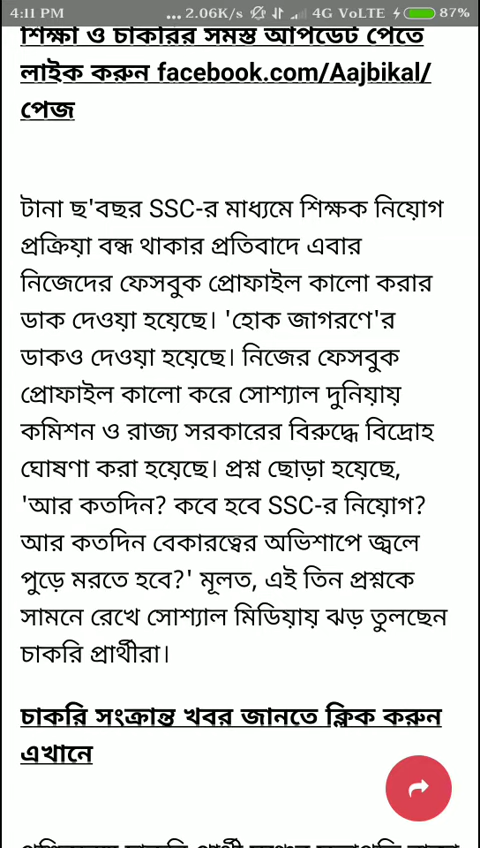 4:11 PM ... 2.06K/s 4G VoLTE 87%
শিক্ষা ও চাকরির সমস্ত আপডেট পেতে
লাইক করুন facebook.com/Aajbikal/
পেজ
টানা ছ'বছর SSC-র মাধ্যমে শিক্ষক নিয়োগ
প্রক্রিয়া বন্ধ থাকার প্রতিবাদে এবার
নিজেদের ফেসবুক প্রোফাইল কালো করার
ডাক দেওয়া হয়েছে। 'হোক জাগরণে'র
ডাকও দেওয়া হয়েছে। নিজের ফেসবুক
প্রোফাইল কালো করে সোশ্যাল দুনিয়ায়
কমিশন ও রাজ্য সরকারের বিরুদ্ধে বিদ্রোহ
ঘোষণা করা হয়েছে। প্রশ্ন ছোড়া হয়েছে,
'আর কতদিন? কবে হবে SSC-র নিয়োগ?
আর কতদিন বেকারত্বের অভিশাপে জ্বলে
পুড়ে মরতে হবে?' মূলত, এই তিন প্রশ্নকে
সামনে রেখে সোশ্যাল মিডিয়ায় ঝড় তুলছেন
চাকরি প্রার্থীরা।
চাকরি সংক্রান্ত খবর জানতে ক্লিক করুন
এখানে